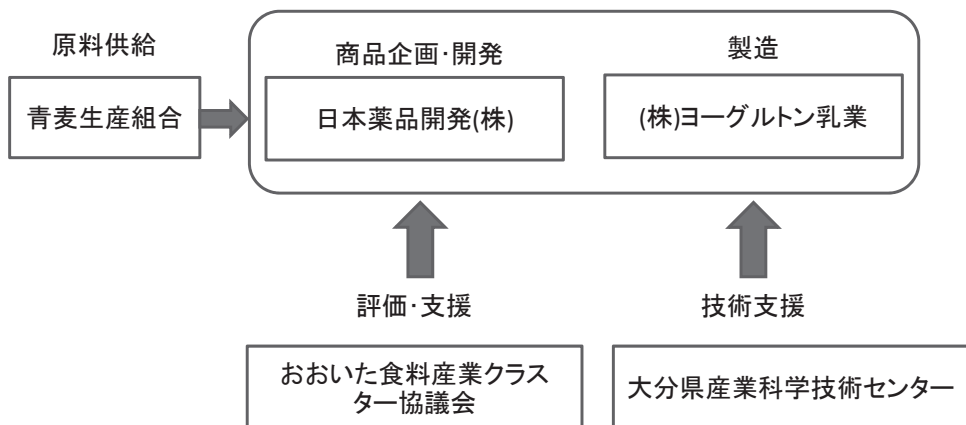 原料供給
青麦生産組合
商品企画･開発
日本薬品開発(株)
製造
(株)ヨーグルトン乳業
評価･支援
おおいた食料産業クラス
ター協議会
技術支援
大分県産業科学技術センター